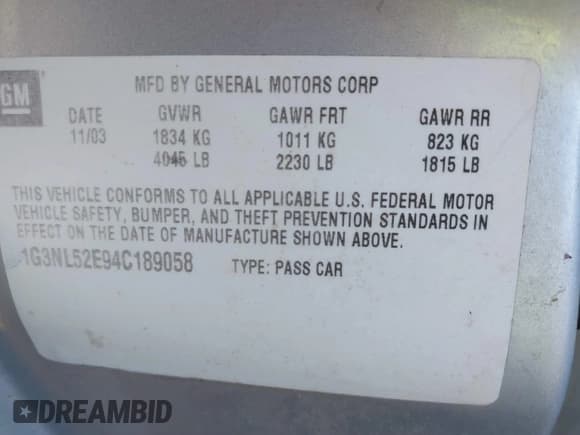 GM
MFD BY GENERAL MOTORS CORP
DATE GVWR GAWR FRT GAWR RR
11/03 1834 KG 1011 KG 823 KG
4045 LB 2230 LB 1815 LB
THIS VEHICLE CONFORMS TO ALL APPLICABLE U.S. FEDERAL MOTOR
VEHICLE SAFETY, BUMPER, AND THEFT PREVENTION STANDARDS IN
EFFECT ON THE DATE OF MANUFACTURE SHOWN ABOVE.
1G3NL52E94C189058 TYPE: PASS CAR
DREAMBID